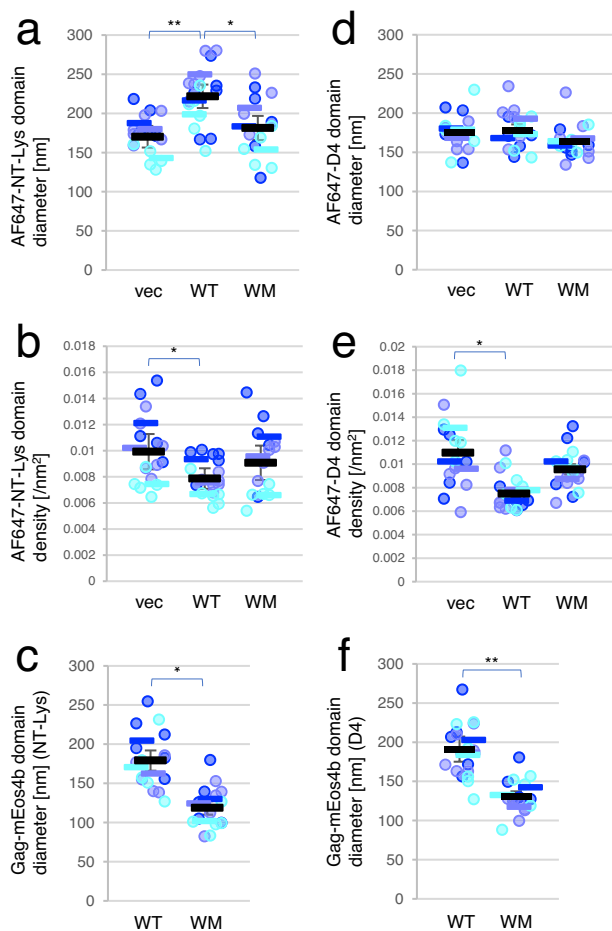 a
AF647-NT-Lys domain
diameter [nm]
300
250
200
150
100
50
0
** *
vec WT WM
d
AF647-D4 domain
diameter [nm]
300
250
200
150
100
50
0
vec WT WM
b
AF647-NT-Lys domain
density [/nm²]
0.018
0.016
0.014
0.012
0.01
0.008
0.006
0.004
0.002
0
*
vec WT WM
e
AF647-D4 domain
density [/nm²]
0.02
0.018
0.016
0.014
0.012
0.01
0.008
0.006
0.004
0.002
0
*
vec WT WM
c
Gag-mEos4b domain
diameter [nm] (NT-Lys)
300
250
200
150
100
50
0
*
WT WM
f
Gag-mEos4b domain
diameter [nm] (D4)
300
250
200
150
100
50
0
**
WT WM